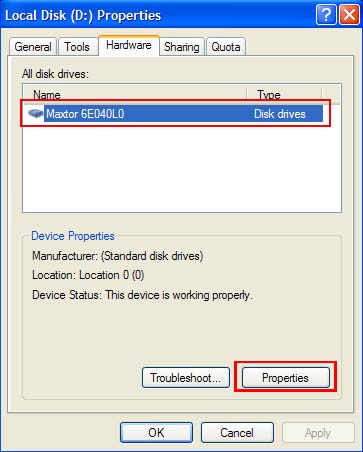 Local Disk (D:) Properties
General Tools Hardware Sharing Quota
All disk drives:
Name Type
Maxtor 6E040L0 Disk drives
Device Properties
Manufacturer: (Standard disk drives)
Location: Location 0 (0)
Device Status: This device is working properly.
Troubleshoot... Properties
OK Cancel Apply